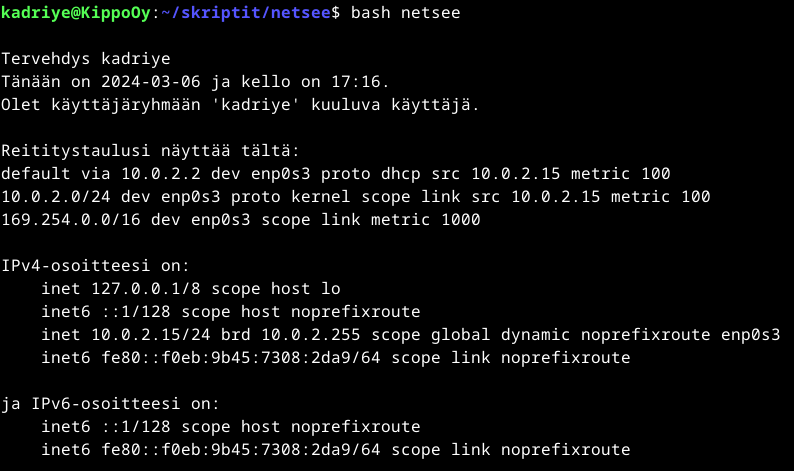 kadriye@KippoOy:~/skriptit/netsee$ bash netsee

Tervehdys kadriye
Tänään on 2024-03-06 ja kello on 17:16.
Olet käyttäjäryhmään 'kadriye' kuuluva käyttäjä.

Reititystaulusi näyttää tältä:
default via 10.0.2.2 dev enp0s3 proto dhcp src 10.0.2.15 metric 100
10.0.2.0/24 dev enp0s3 proto kernel scope link src 10.0.2.15 metric 100
169.254.0.0/16 dev enp0s3 scope link metric 1000

IPv4-osoitteesi on:
    inet 127.0.0.1/8 scope host lo
    inet6 ::1/128 scope host noprefixroute
    inet 10.0.2.15/24 brd 10.0.2.255 scope global dynamic noprefixroute enp0s3
    inet6 fe80::f0eb:9b45:7308:2da9/64 scope link noprefixroute

ja IPv6-osoitteesi on:
    inet6 ::1/128 scope host noprefixroute
    inet6 fe80::f0eb:9b45:7308:2da9/64 scope link noprefixroute